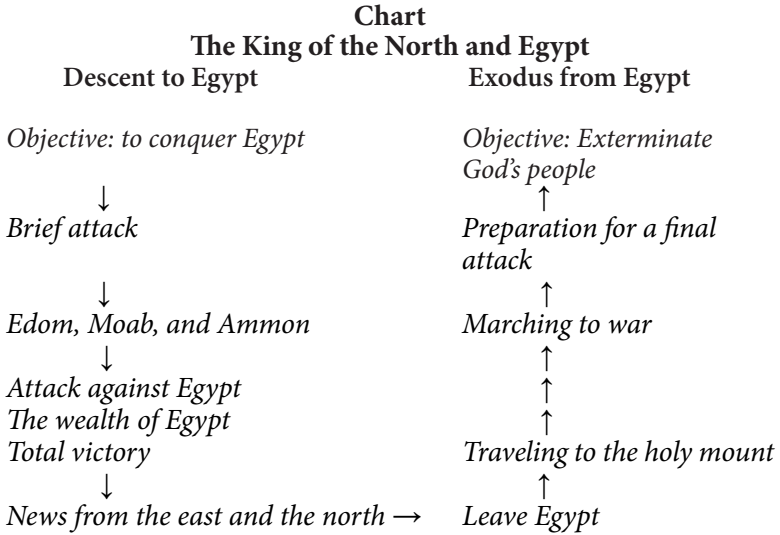 Chart
The King of the North and Egypt
Descent to Egypt
Exodus from Egypt
Objective: to conquer Egypt
Objective: Exterminate
God's people
↓
↑
Brief attack
Preparation for a final
attack
↓
↑
Edom, Moab, and Ammon
Marching to war
↓
↑
Attack against Egypt
↑
The wealth of Egypt
↑
Total victory
Traveling to the holy mount
↓
↑
News from the east and the north →
Leave Egypt